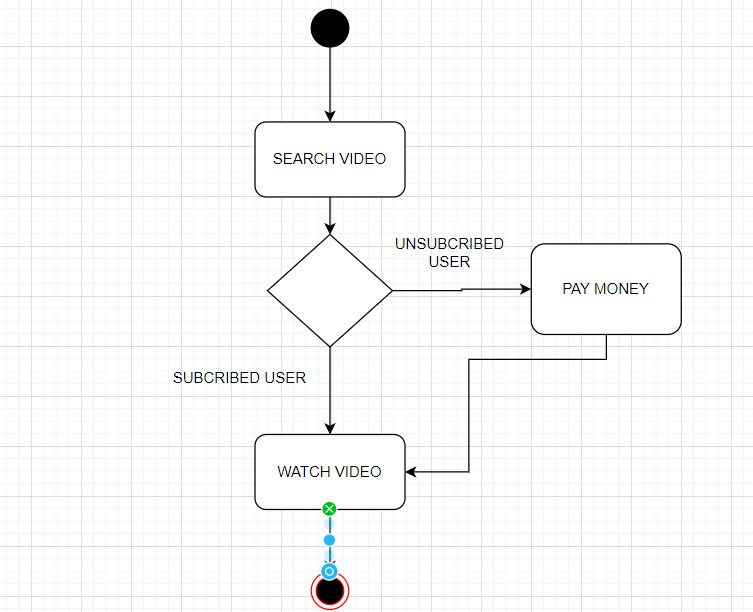 SEARCH VIDEO
UNSUBCRIBED
USER
PAY MONEY
SUBCRIBED USER
WATCH VIDEO